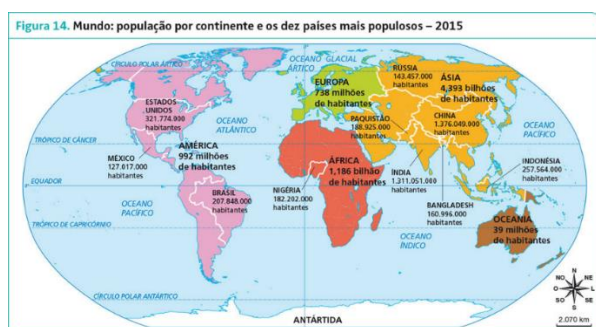 Figura 14. Mundo: população por continente e os dez países mais populosos – 2015
CÍRCULO POLAR ÁRTICO
OCEANO GLACIAL
ÁRTICO
EUROPA
738 milhões
de habitantes
RÚSSIA
143.457.000
habitantes
ÁSIA
4,393 bilhões
de habitantes
ESTADOS
UNIDOS
321.774.000
habitantes
OCEANO
ATLÂNTICO
PAQUISTÃO
188.925.000
habitantes
CHINA
1.376.049.000
habitantes
OCEANO
PACÍFICO
TRÓPICO DE CÂNCER
MÉXICO
127.017.000
habitantes
AMÉRICA
992 milhões
de habitantes
ÁFRICA
1,186 bilhão
de habitantes
ÍNDIA
1.311.051.000
habitantes
INDONÉSIA
257.564.000
habitantes
EQUADOR
BRASIL
207.848.000
habitantes
NIGÉRIA
182.202.000
habitantes
BANGLADESH
160.996.000
habitantes
OCEANO
PACÍFICO
OCEANO
ÍNDICO
OCEANIA
39 milhões
de habitantes
TRÓPICO DE CAPRICÓRNIO
CÍRCULO POLAR ANTÁRTICO
ANTÁRTIDA
N
NO
NE
O
L
SO
SE
S
2.070 km